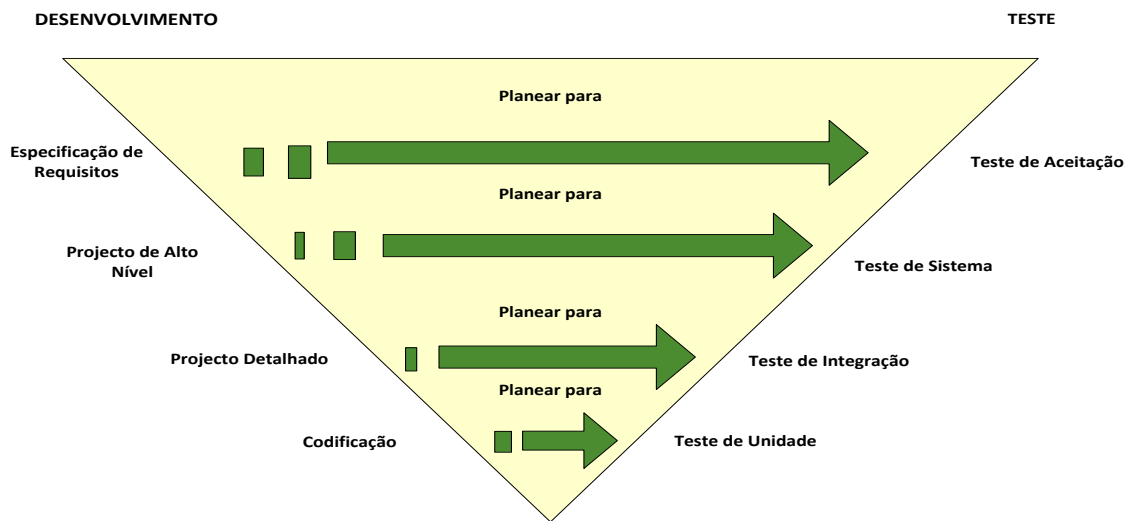 DESENVOLVIMENTO
TESTE
Planear para
Especificação de
Requisitos
Teste de Aceitação
Planear para
Projecto de Alto
Nível
Teste de Sistema
Planear para
Projecto Detalhado
Teste de Integração
Planear para
Codificação
Teste de Unidade